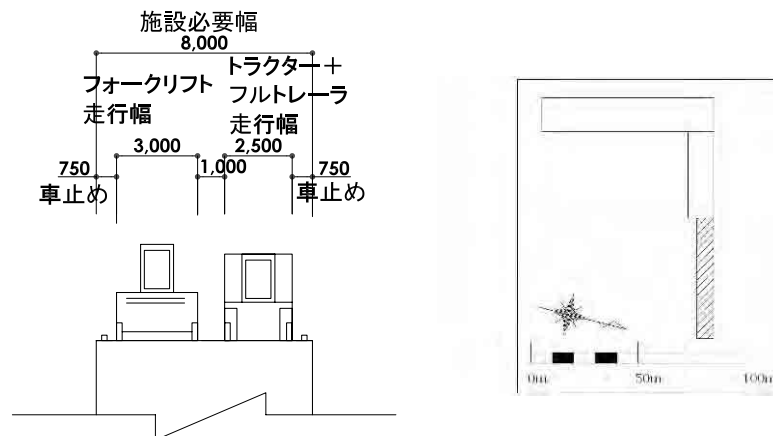 施設必要幅
8,000
フォークリフト
走行幅
トラクター＋
フルトレーラ
走行幅
3,000
2,500
750
1,000
750
車止め
車止め
0m
50m
100m